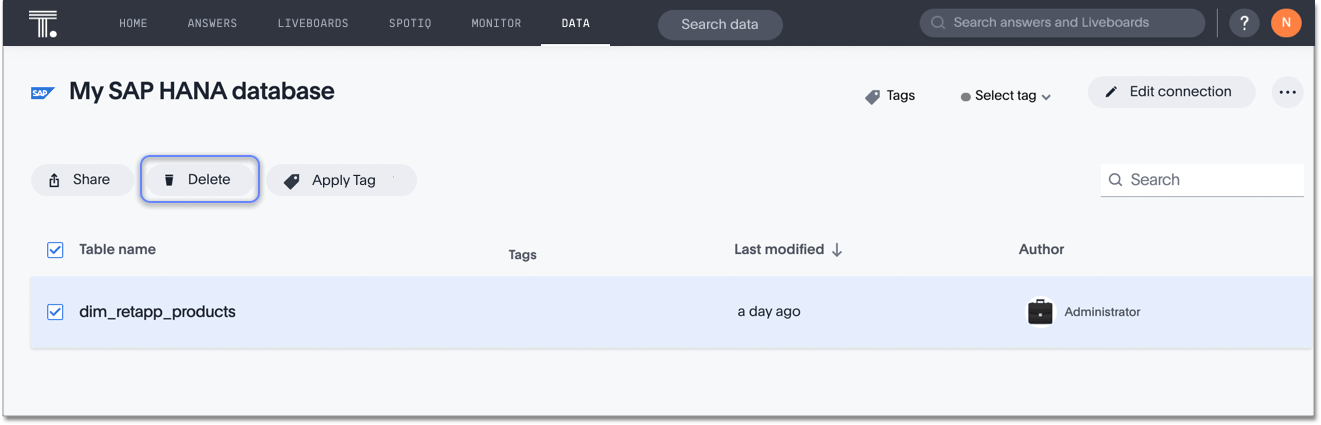 T. HOME ANSWERS LIVEBOARDS SPOTIQ MONITOR DATA Search data Search answers and Liveboards ? N
SAP My SAP HANA database Tags Select tag Edit connection
Share Delete Apply Tag Search
Table name Tags Last modified Author
dim_retapp_products a day ago Administrator